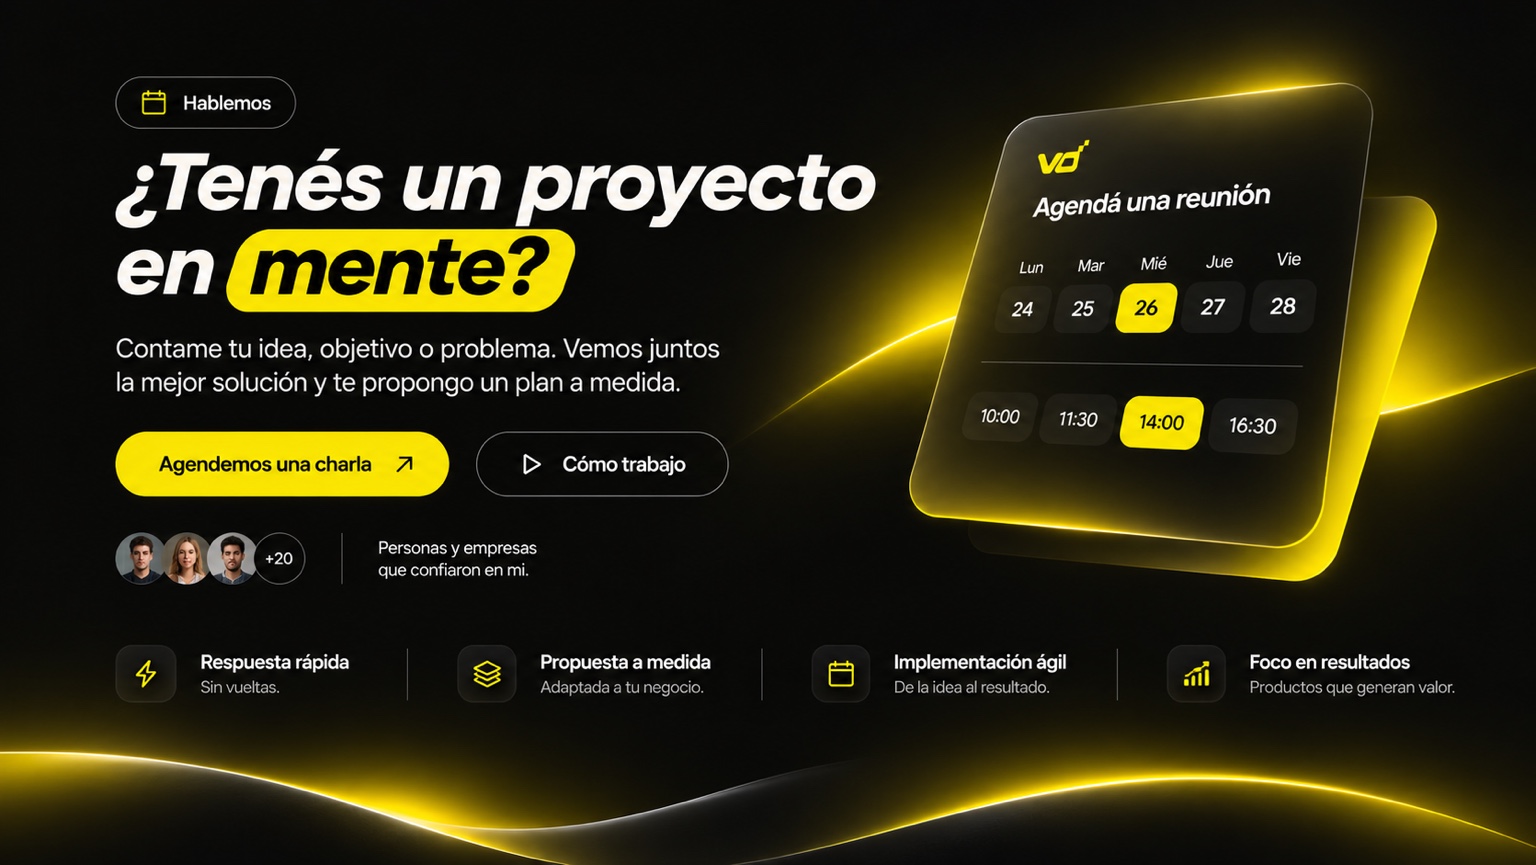 Hablemos
¿Tenés un proyecto
en mente?
Contame tu idea, objetivo o problema. Vemos juntos
la mejor solución y te propongo un plan a medida.
Agendemos una charla
Cómo trabajo
+20
Personas y empresas
que confiaron en mi.
vo
Agendá una reunión
Lun Mar Mié Jue Vie
24 25 26 27 28
10:00 11:30 14:00 16:30
Respuesta rápida
Sin vueltas.
Propuesta a medida
Adaptada a tu negocio.
Implementación ágil
De la idea al resultado.
Foco en resultados
Productos que generan valor.